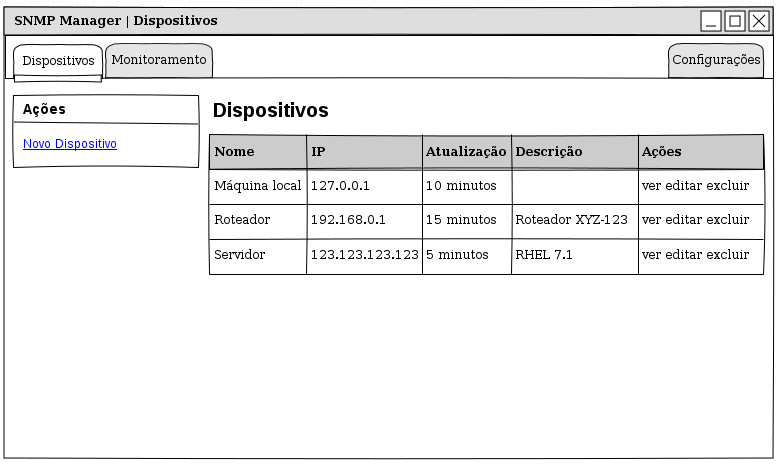 SNMP Manager | Dispositivos
Dispositivos Monitoramento Configurações
Ações
Novo Dispositivo
Dispositivos
Nome IP Atualização Descrição Ações
Máquina local 127.0.0.1 10 minutos ver editar excluir
Roteador 192.168.0.1 15 minutos Roteador XYZ-123 ver editar excluir
Servidor 123.123.123.123 5 minutos RHEL 7.1 ver editar excluir